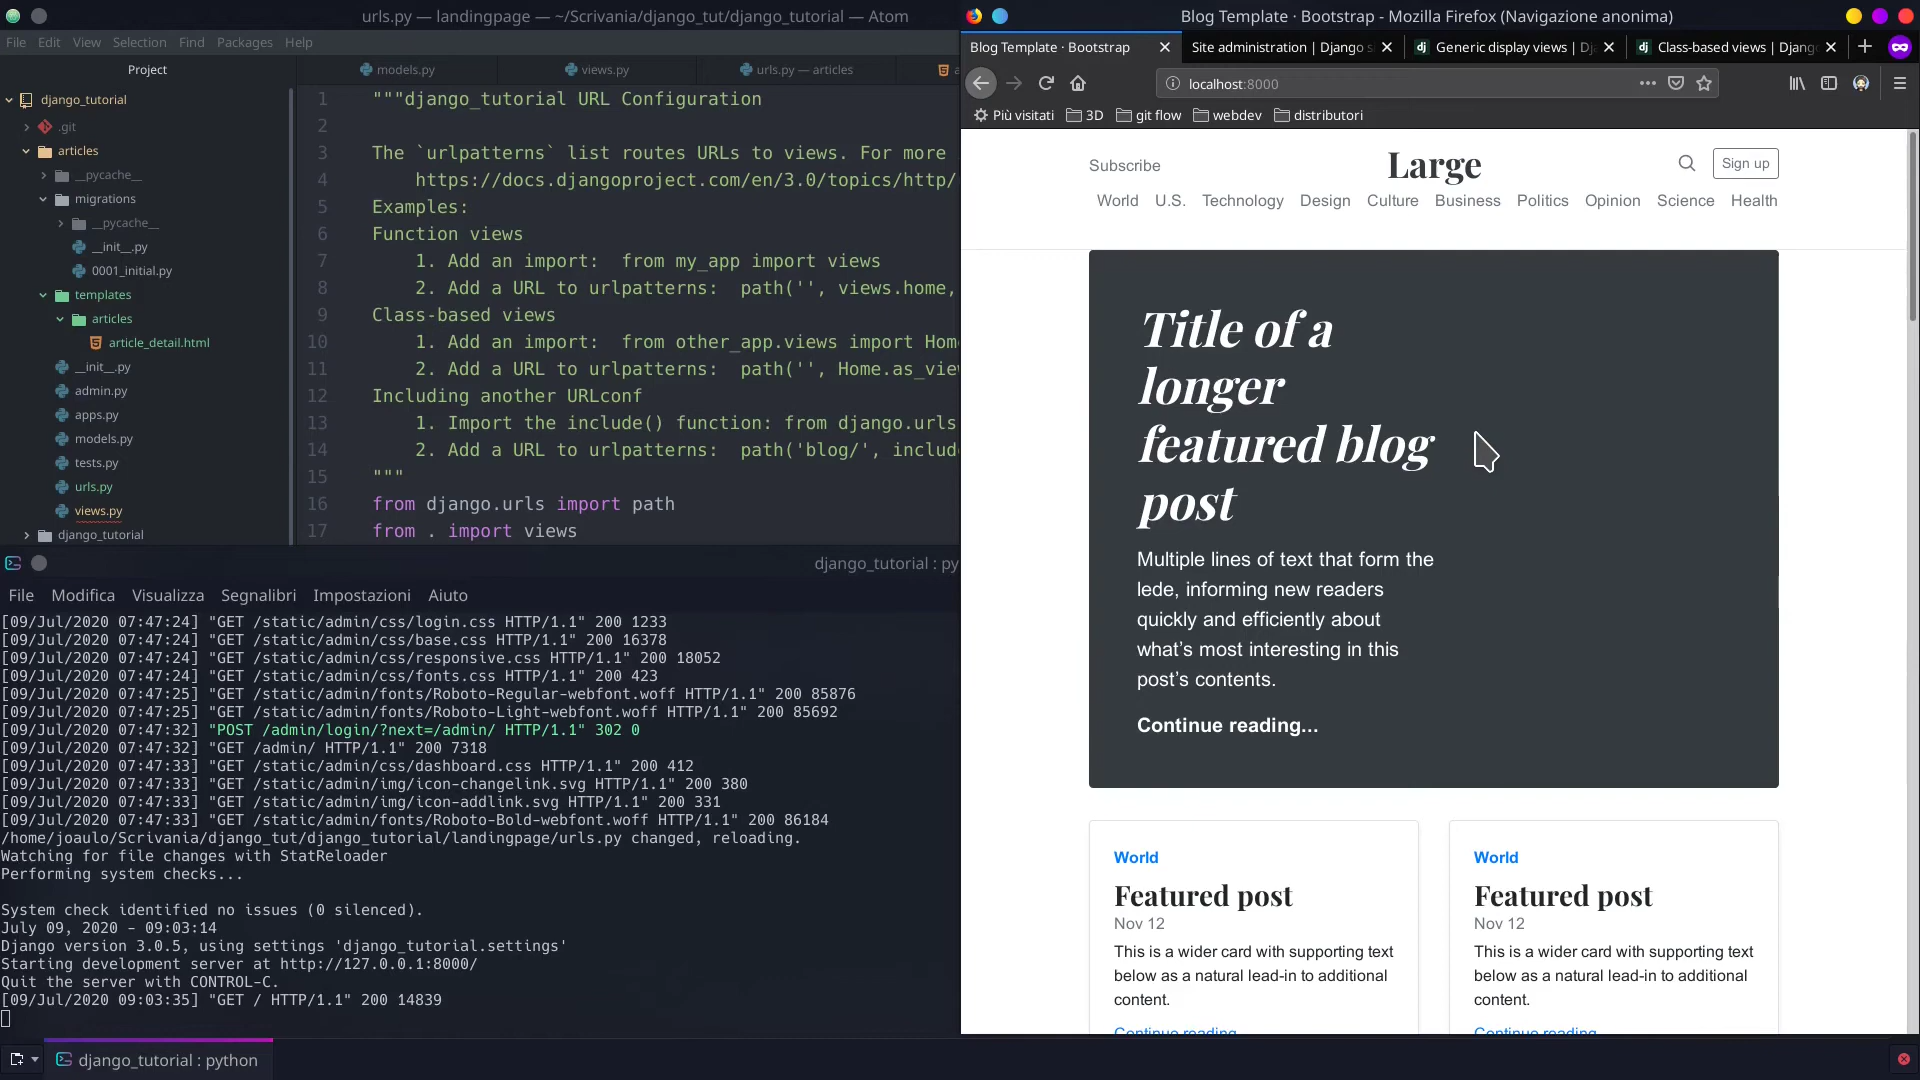 urls.py — landingpage — ~/Scrivania/django_tut/django_tutorial — Atom
File Edit View Selection Find Packages Help
Project
django_tutorial
.git
articles
__pycache__
migrations
__pycache__
__init__.py
0001_initial.py
templates
articles
article_detail.html
__init__.py
admin.py
apps.py
models.py
tests.py
urls.py
views.py
django_tutorial
models.py
views.py
urls.py — articles
a
1 """django_tutorial URL Configuration
2
3 The `urlpatterns` list routes URLs to views. For more
4 https://docs.djangoproject.com/en/3.0/topics/http/
5 Examples:
6 Function views
7 1. Add an import:  from my_app import views
8 2. Add a URL to urlpatterns:  path('', views.home,
9 Class-based views
10 1. Add an import:  from other_app.views import Hom
11 2. Add a URL to urlpatterns:  path('', Home.as_vie
12 Including another URLconf
13 1. Import the include() function: from django.urls
14 2. Add a URL to urlpatterns:  path('blog/', includ
15 """
16 from django.urls import path
17 from . import views
django_tutorial : py
File Modifica Visualizza Segnalibri Impostazioni Aiuto
[09/Jul/2020 07:47:24] "GET /static/admin/css/login.css HTTP/1.1" 200 1233
[09/Jul/2020 07:47:24] "GET /static/admin/css/base.css HTTP/1.1" 200 16378
[09/Jul/2020 07:47:24] "GET /static/admin/css/responsive.css HTTP/1.1" 200 18052
[09/Jul/2020 07:47:24] "GET /static/admin/css/fonts.css HTTP/1.1" 200 423
[09/Jul/2020 07:47:25] "GET /static/admin/fonts/Roboto-Regular-webfont.woff HTTP/1.1" 200 85876
[09/Jul/2020 07:47:25] "GET /static/admin/fonts/Roboto-Light-webfont.woff HTTP/1.1" 200 85692
[09/Jul/2020 07:47:32] "POST /admin/login/?next=/admin/ HTTP/1.1" 302 0
[09/Jul/2020 07:47:32] "GET /admin/ HTTP/1.1" 200 7318
[09/Jul/2020 07:47:33] "GET /static/admin/css/dashboard.css HTTP/1.1" 200 412
[09/Jul/2020 07:47:33] "GET /static/admin/img/icon-changelink.svg HTTP/1.1" 200 380
[09/Jul/2020 07:47:33] "GET /static/admin/img/icon-addlink.svg HTTP/1.1" 200 331
[09/Jul/2020 07:47:33] "GET /static/admin/fonts/Roboto-Bold-webfont.woff HTTP/1.1" 200 86184
/home/joaulo/Scrivania/django_tut/django_tutorial/landingpage/urls.py changed, reloading.
Watching for file changes with StatReloader
Performing system checks...
System check identified no issues (0 silenced).
July 09, 2020 - 09:03:14
Django version 3.0.5, using settings 'django_tutorial.settings'
Starting development server at http://127.0.0.1:8000/
Quit the server with CONTROL-C.
[09/Jul/2020 09:03:35] "GET / HTTP/1.1" 200 14839
django_tutorial : python
Blog Template · Bootstrap - Mozilla Firefox (Navigazione anonima)
Blog Template · Bootstrap
Site administration | Django s
Generic display views | Dj
Class-based views | Django
localhost:8000
Più visitati 3D git flow webdev distributori
Subscribe
Large
Sign up
World U.S. Technology Design Culture Business Politics Opinion Science Health
Title of a
longer
featured blog
post
Multiple lines of text that form the
lede, informing new readers
quickly and efficiently about
what’s most interesting in this
post’s contents.
Continue reading...
World
Featured post
Nov 12
This is a wider card with supporting text
below as a natural lead-in to additional
content.
Continue reading
World
Featured post
Nov 12
This is a wider card with supporting text
below as a natural lead-in to additional
content.
Continue reading